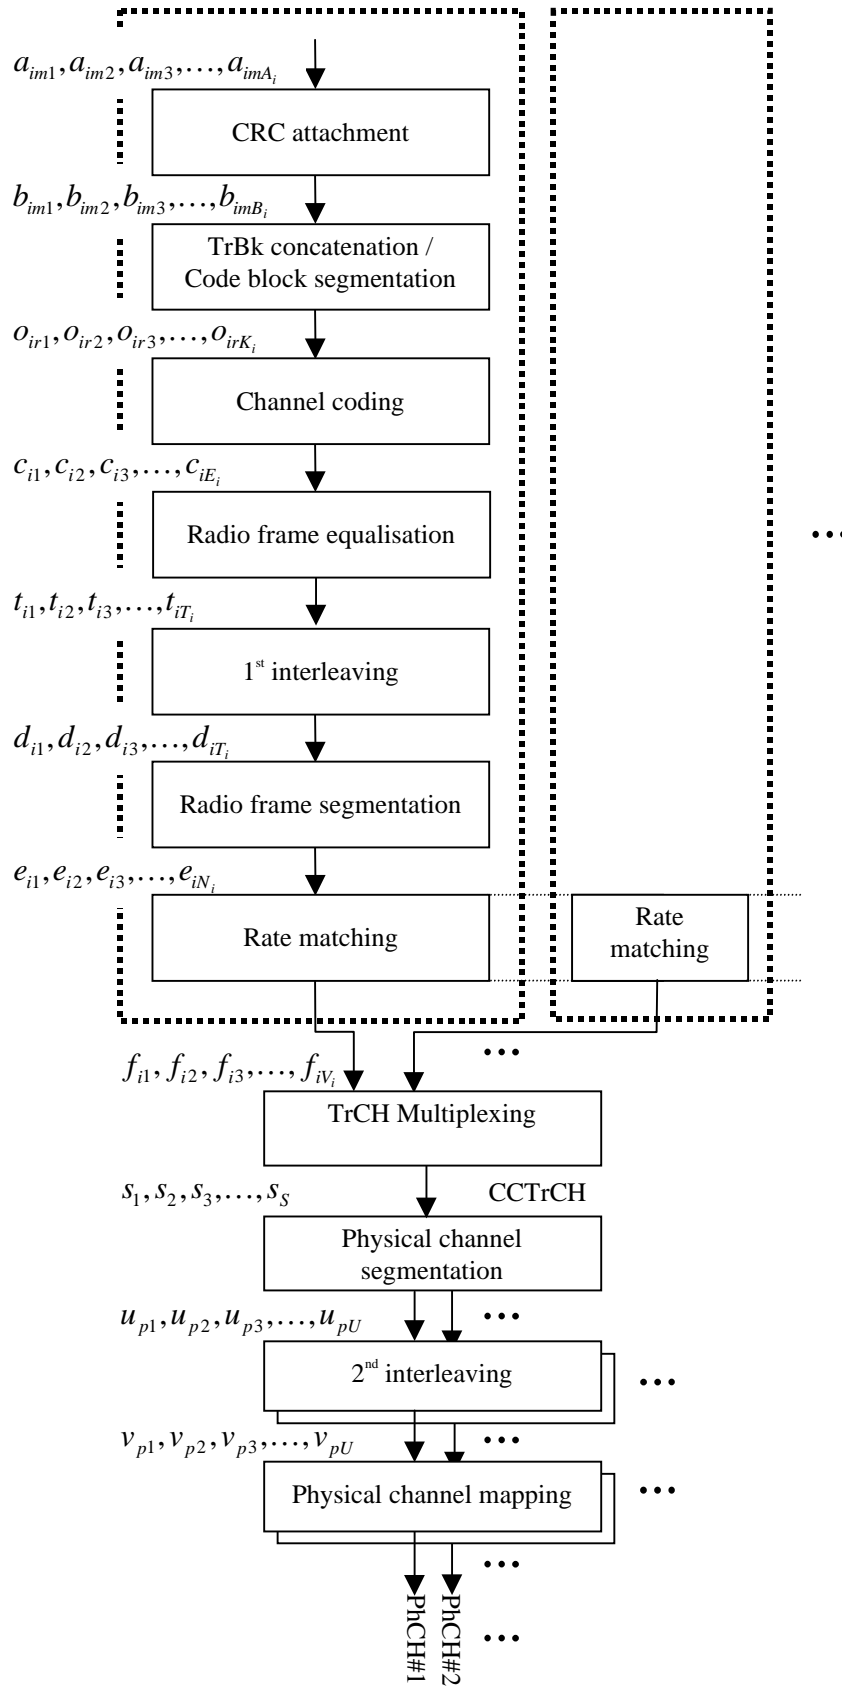 a_{im1}, a_{im2}, a_{im3}, ..., a_{imA_i}
CRC attachment
b_{im1}, b_{im2}, b_{im3}, ..., b_{imB_i}
TrBk concatenation /
Code block segmentation
o_{ir1}, o_{ir2}, o_{ir3}, ..., o_{irK_i}
Channel coding
c_{i1}, c_{i2}, c_{i3}, ..., c_{iE_i}
Radio frame equalisation
...
t_{i1}, t_{i2}, t_{i3}, ..., t_{iT_i}
1st interleaving
d_{i1}, d_{i2}, d_{i3}, ..., d_{iT_i}
Radio frame segmentation
e_{i1}, e_{i2}, e_{i3}, ..., e_{iN_i}
Rate matching
Rate
matching
...
f_{i1}, f_{i2}, f_{i3}, ..., f_{iV_i}
TrCH Multiplexing
s_1, s_2, s_3, ..., s_S
CCTrCH
Physical channel
segmentation
u_{p1}, u_{p2}, u_{p3}, ..., u_{pU}
...
2nd interleaving
...
v_{p1}, v_{p2}, v_{p3}, ..., v_{pU}
...
Physical channel mapping
...
...
PhCH#1
PhCH#2
...